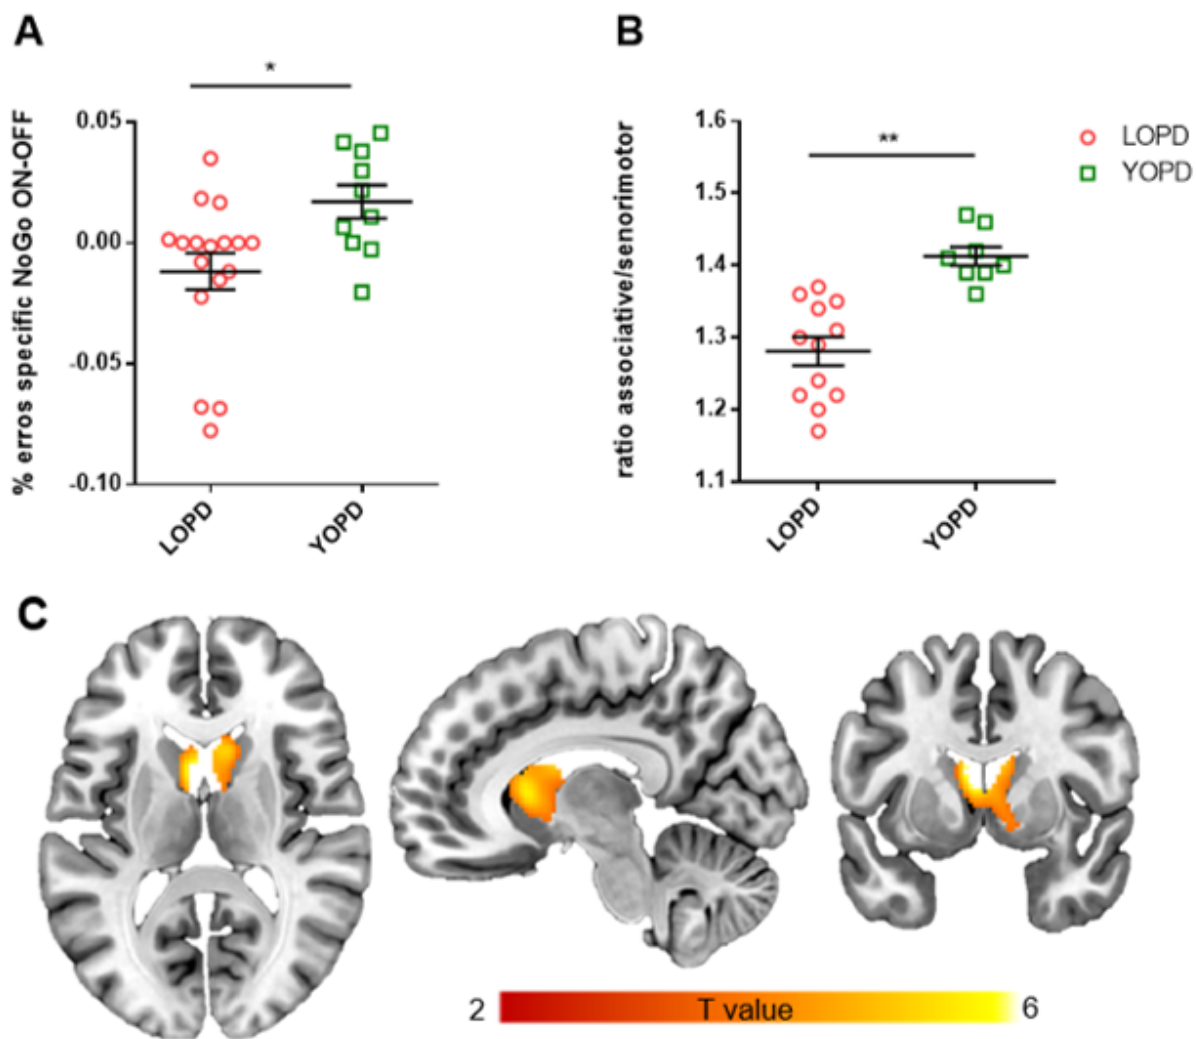 A
*
% erros specific NoGo ON-OFF
0.05
0.00
-0.05
-0.10
LOPD
YOPD
B
**
ratio associative/senorimotor
1.6
1.5
1.4
1.3
1.2
1.1
LOPD
YOPD
LOPD
YOPD
C
2
T value
6